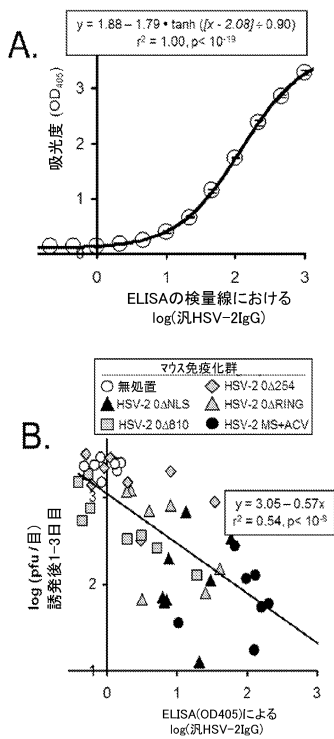 A.
y = 1.88 – 1.79 • tanh ([x - 2.08] ÷ 0.90)
r² = 1.00, p< 10⁻¹⁹
吸光度 (OD₄₀₅)
3
2
1
0
0 1 2 3
ELISAの検量線における
log(汎HSV-2IgG)
マウス免疫化群
無処置 HSV-2 0Δ254
HSV-2 0ΔNLS HSV-2 0ΔRING
HSV-2 0Δ810 HSV-2 MS+ACV
B.
y = 3.05 – 0.57x
r² = 0.54, p< 10⁻⁸
log (pfu /目)
誘発後1-3日目
3
2
1
0 1 2 3
ELISA(OD405)による
log(汎HSV-2IgG)